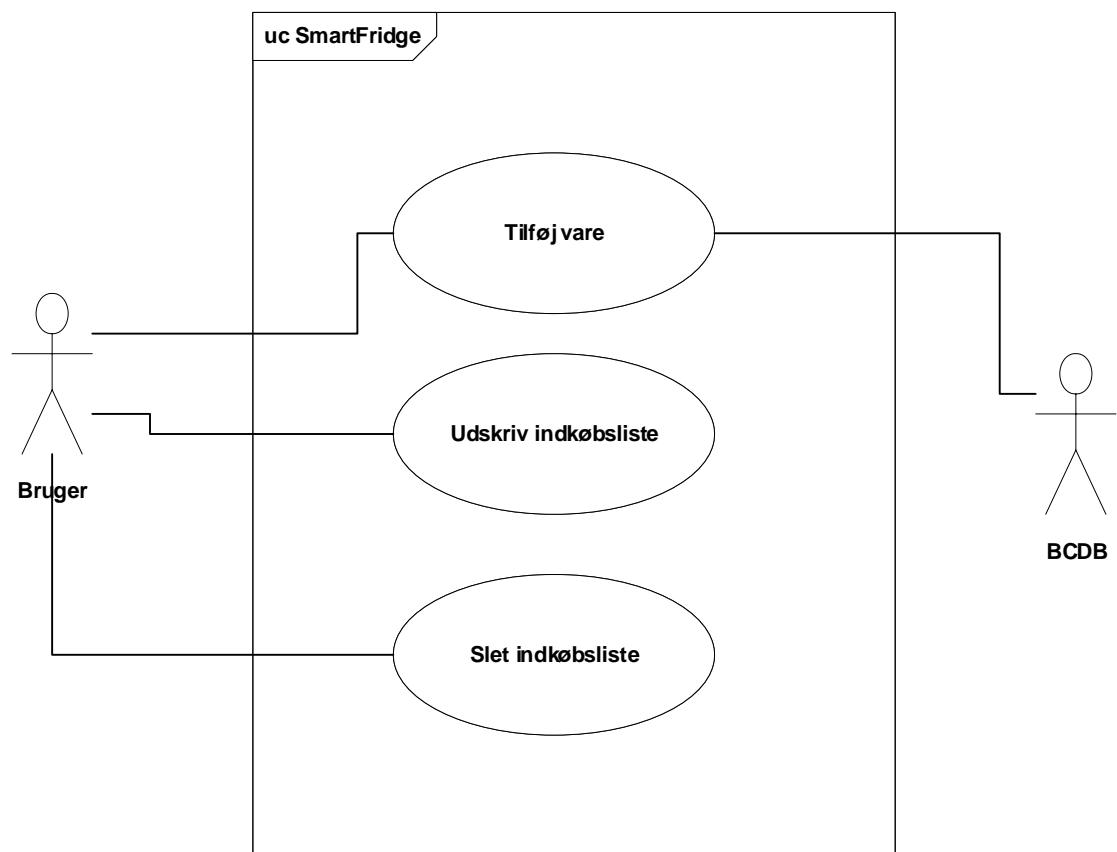 uc SmartFridge
Tilføj vare
Udskriv indkøbsliste
Bruger
BCDB
Slet indkøbsliste